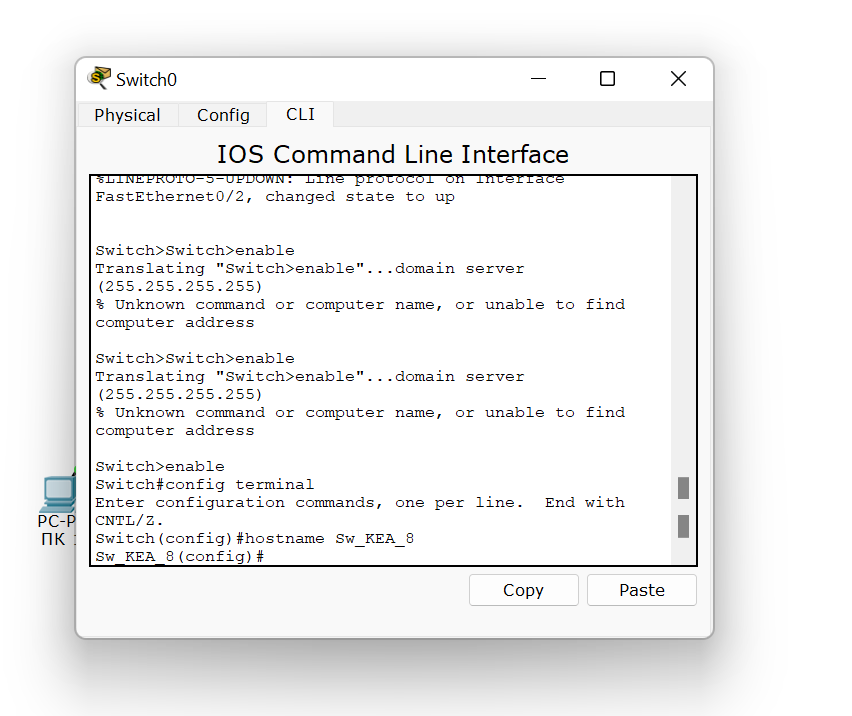 Switch0
Physical Config CLI
IOS Command Line Interface
%LINEPROTO-5-UPDOWN: Line protocol on Interface
FastEthernet0/2, changed state to up
Switch>Switch>enable
Translating "Switch>enable"...domain server
(255.255.255.255)
% Unknown command or computer name, or unable to find
computer address
Switch>Switch>enable
Translating "Switch>enable"...domain server
(255.255.255.255)
% Unknown command or computer name, or unable to find
computer address
Switch>enable
Switch#config terminal
Enter configuration commands, one per line.  End with
CNTL/Z.
Switch(config)#hostname Sw_KEA_8
Sw_KEA_8(config)#
Copy Paste
PC-P
ПК